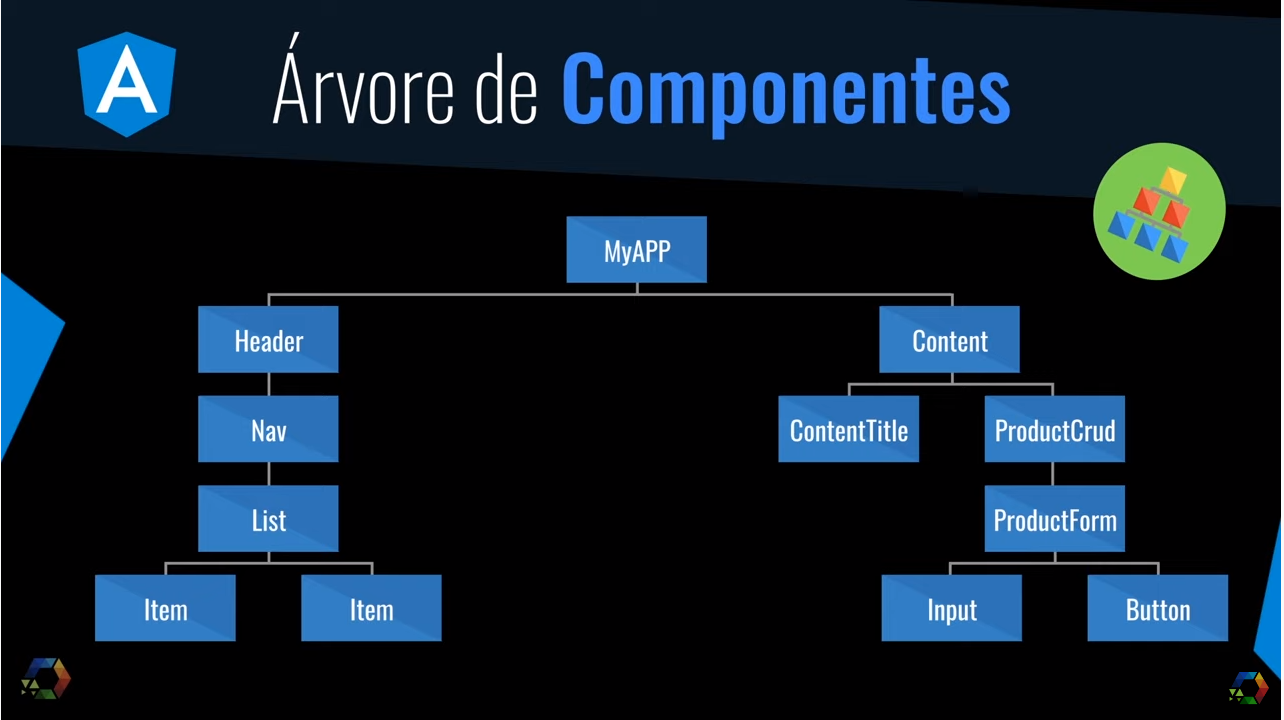 Árvore de Componentes
MyAPP
Header
Content
Nav
ContentTitle
ProductCrud
List
ProductForm
Item
Item
Input
Button